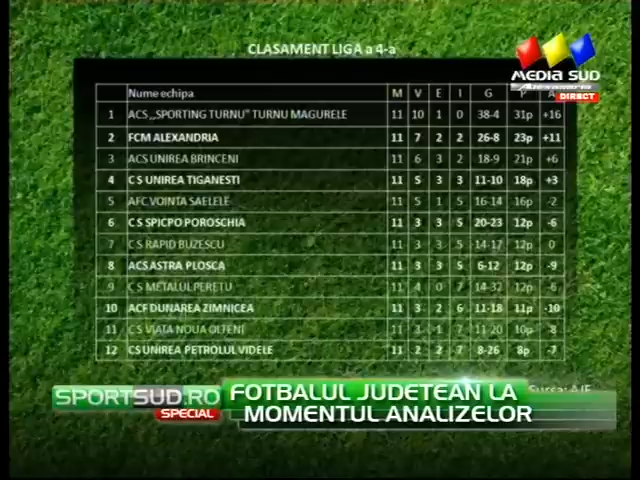 CLASAMENT LIGA a 4-a
MEDIA SUD
DIRECT
Nume echipa M V E I G P A
1 ACS ,,SPORTING TURNU" TURNU MAGURELE 11 10 1 0 38-4 31p +16
2 FCM ALEXANDRIA 11 7 2 2 26-8 23p +11
3 ACS UNIREA BRINCENI 11 6 3 2 18-9 21p +6
4 C S UNIREA TIGANESTI 11 5 3 3 11-10 18p +3
5 AFC VOINTA SAELELE 11 5 1 5 16-14 16p -2
6 C S SPICPO POROSCHIA 11 3 3 5 20-23 12p -6
7 C S RAPID BUZESCU 11 3 3 5 14-17 12p 0
8 ACS ASTRA PLOSCA 11 3 3 5 6-12 12p -9
9 C S METALUL PERETU 11 4 0 7 14-32 12p -6
10 ACF DUNAREA ZIMNICEA 11 3 2 6 11-18 11p -10
11 C S VIATA NOUA OLTENI 11 3 1 7 11-20 10p -8
12 C S UNIREA PETROLUL VIDELE 11 2 2 7 8-26 8p -7
Sursa: AJF
SPORTSUD.RO
SPECIAL
FOTBALUL JUDETEAN LA
MOMENTUL ANALIZELOR